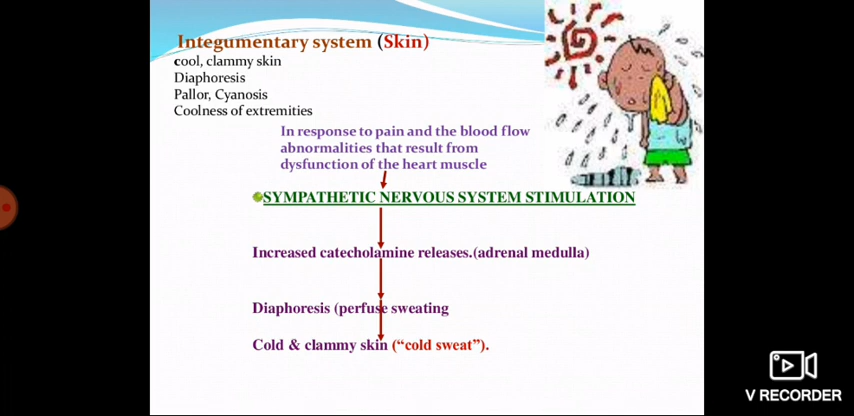 Integumentary system (Skin)
cool, clammy skin
Diaphoresis
Pallor, Cyanosis
Coolness of extremities
In response to pain and the blood flow
abnormalities that result from
dysfunction of the heart muscle
SYMPATHETIC NERVOUS SYSTEM STIMULATION
Increased catecholamine releases.(adrenal medulla)
Diaphoresis (perfuse sweating
Cold & clammy skin (“cold sweat”).
V RECORDER